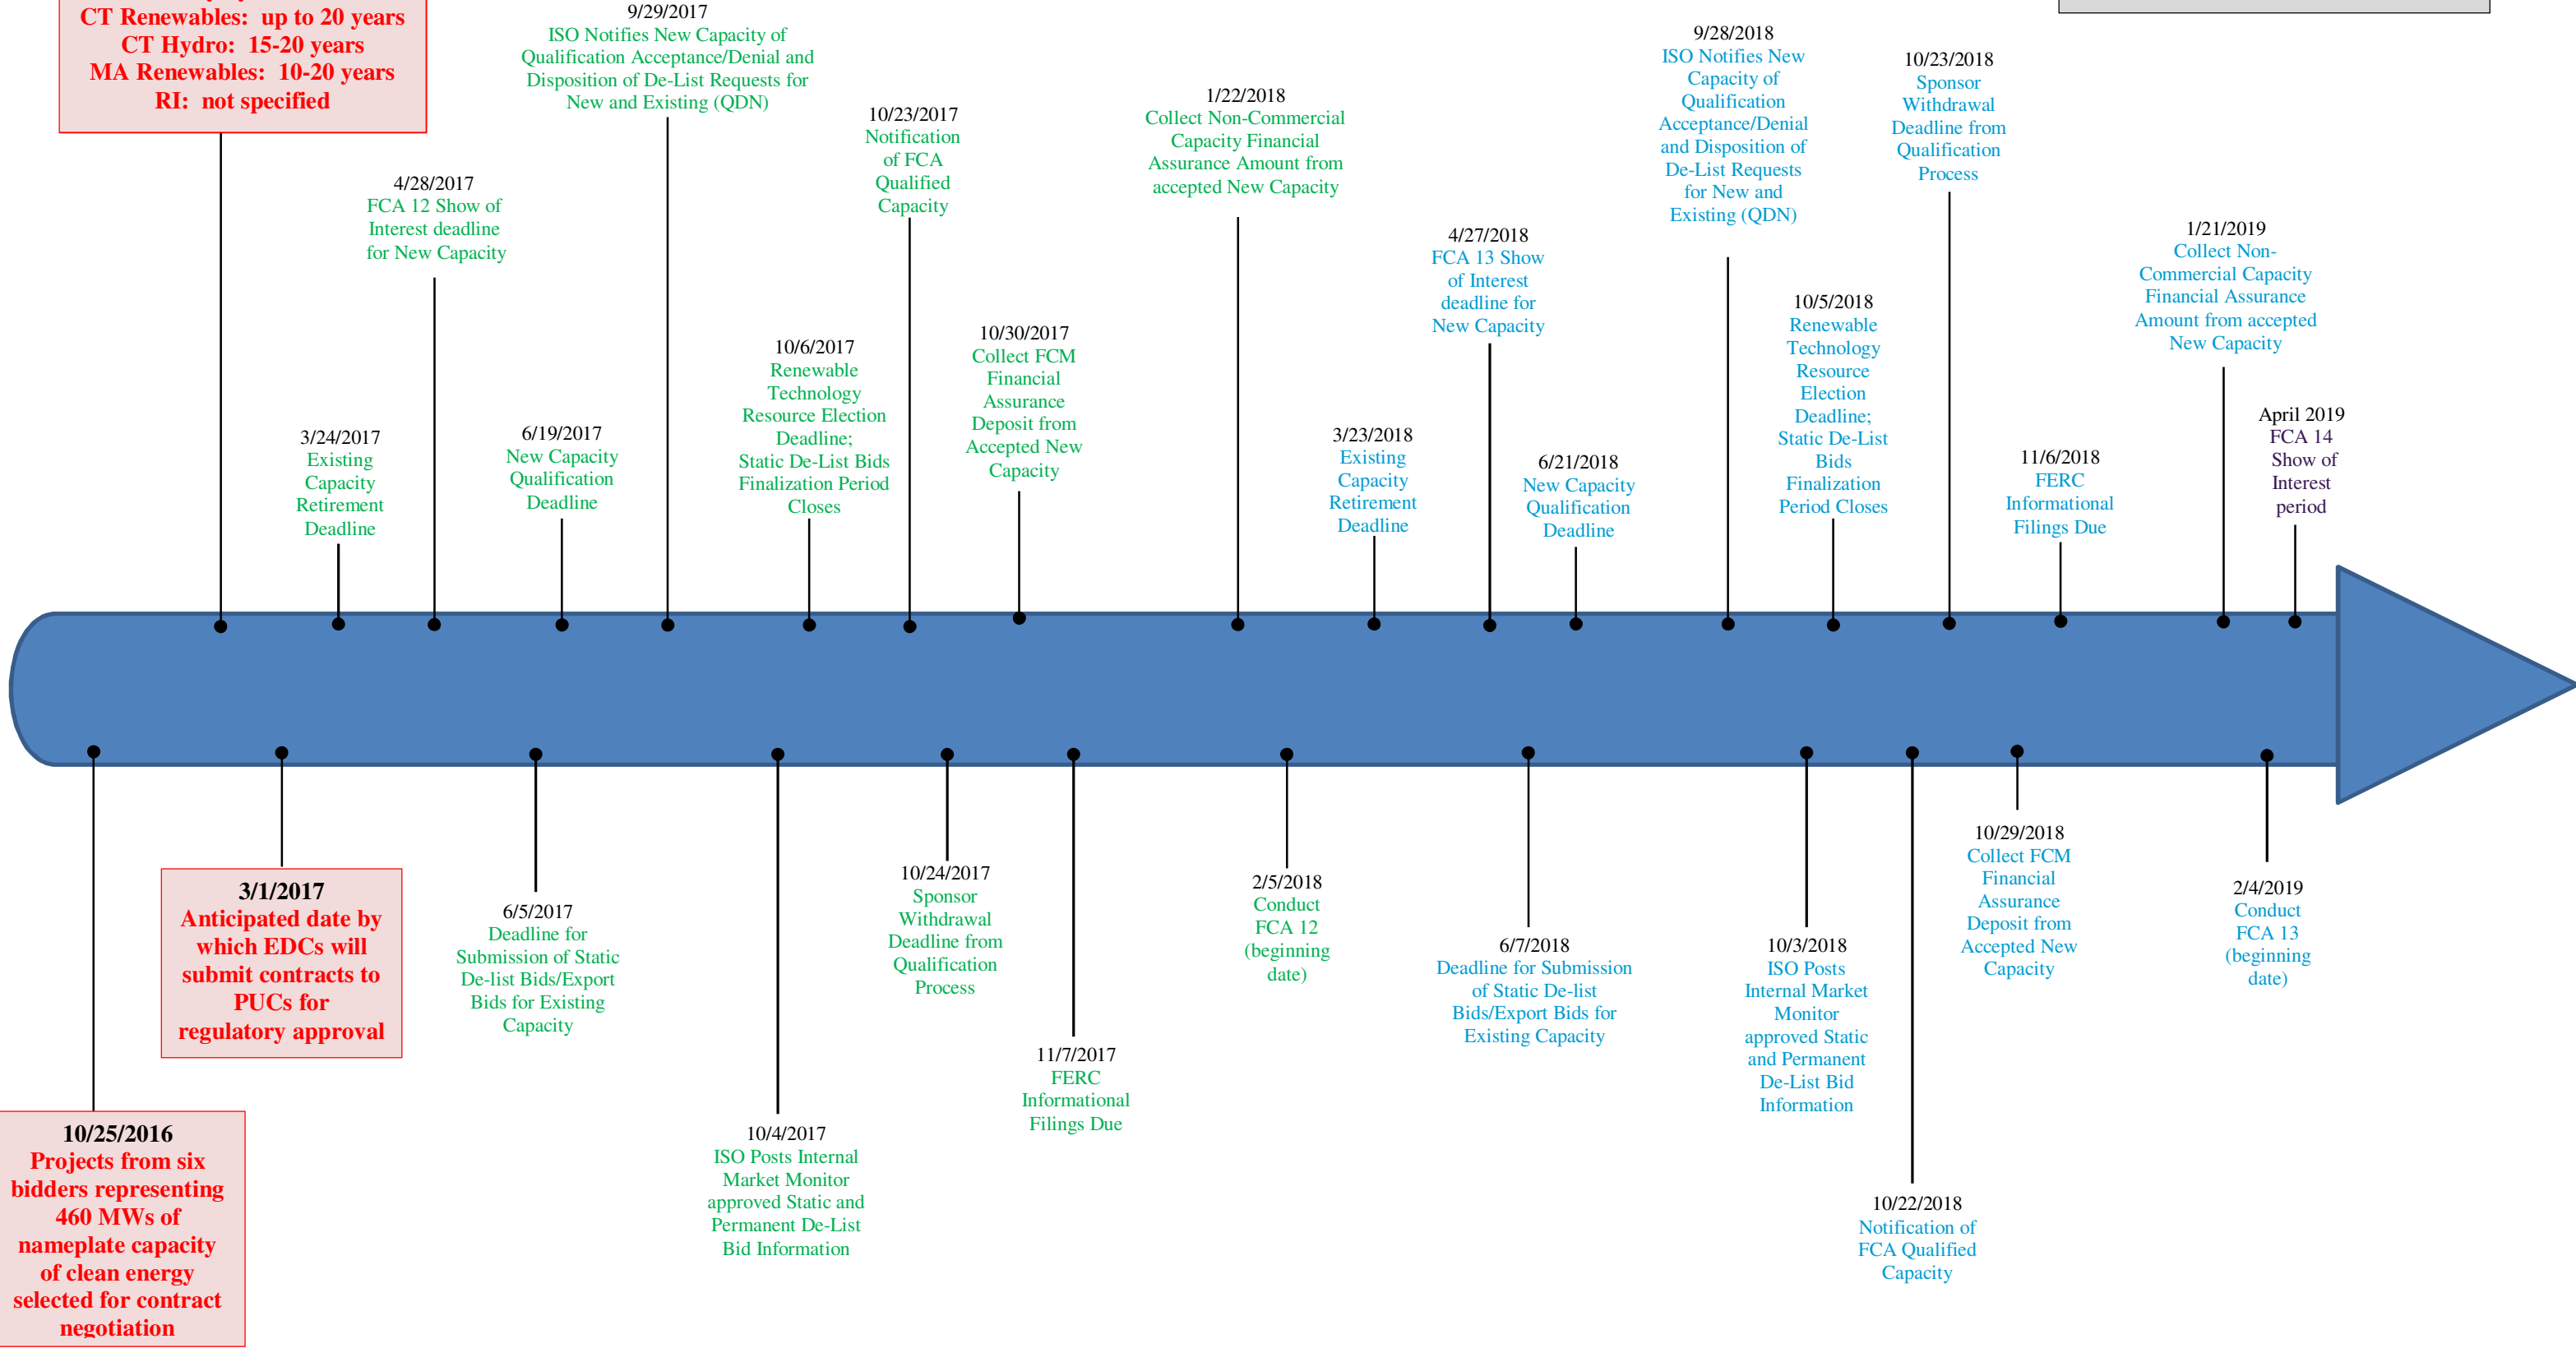 CT Renewables: up to 20 years
CT Hydro: 15-20 years
MA Renewables: 10-20 years
RI: not specified
3/24/2017
Existing
Capacity
Retirement
Deadline
4/28/2017
FCA 12 Show of
Interest deadline
for New Capacity
6/19/2017
New Capacity
Qualification
Deadline
9/29/2017
ISO Notifies New Capacity of
Qualification Acceptance/Denial and
Disposition of De-List Requests for
New and Existing (QDN)
10/6/2017
Renewable
Technology
Resource Election
Deadline;
Static De-List Bids
Finalization Period
Closes
10/23/2017
Notification
of FCA
Qualified
Capacity
10/30/2017
Collect FCM
Financial
Assurance
Deposit from
Accepted New
Capacity
1/22/2018
Collect Non-Commercial
Capacity Financial
Assurance Amount from
accepted New Capacity
3/23/2018
Existing
Capacity
Retirement
Deadline
4/27/2018
FCA 13 Show
of Interest
deadline for
New Capacity
6/21/2018
New Capacity
Qualification
Deadline
9/28/2018
ISO Notifies New
Capacity of
Qualification
Acceptance/Denial
and Disposition of
De-List Requests
for New and
Existing (QDN)
10/5/2018
Renewable
Technology
Resource
Election
Deadline;
Static De-List
Bids
Finalization
Period Closes
10/23/2018
Sponsor
Withdrawal
Deadline from
Qualification
Process
11/6/2018
FERC
Informational
Filings Due
1/21/2019
Collect Non-
Commercial Capacity
Financial Assurance
Amount from accepted
New Capacity
April 2019
FCA 14
Show of
Interest
period
10/25/2016
Projects from six
bidders representing
460 MWs of
nameplate capacity
of clean energy
selected for contract
negotiation
3/1/2017
Anticipated date by
which EDCs will
submit contracts to
PUCs for
regulatory approval
6/5/2017
Deadline for
Submission of Static
De-list Bids/Export
Bids for Existing
Capacity
10/4/2017
ISO Posts Internal
Market Monitor
approved Static and
Permanent De-List
Bid Information
10/24/2017
Sponsor
Withdrawal
Deadline from
Qualification
Process
11/7/2017
FERC
Informational
Filings Due
2/5/2018
Conduct
FCA 12
(beginning
date)
6/7/2018
Deadline for Submission
of Static De-list
Bids/Export Bids for
Existing Capacity
10/3/2018
ISO Posts
Internal Market
Monitor
approved Static
and Permanent
De-List Bid
Information
10/22/2018
Notification of
FCA Qualified
Capacity
10/29/2018
Collect FCM
Financial
Assurance
Deposit from
Accepted New
Capacity
2/4/2019
Conduct
FCA 13
(beginning
date)